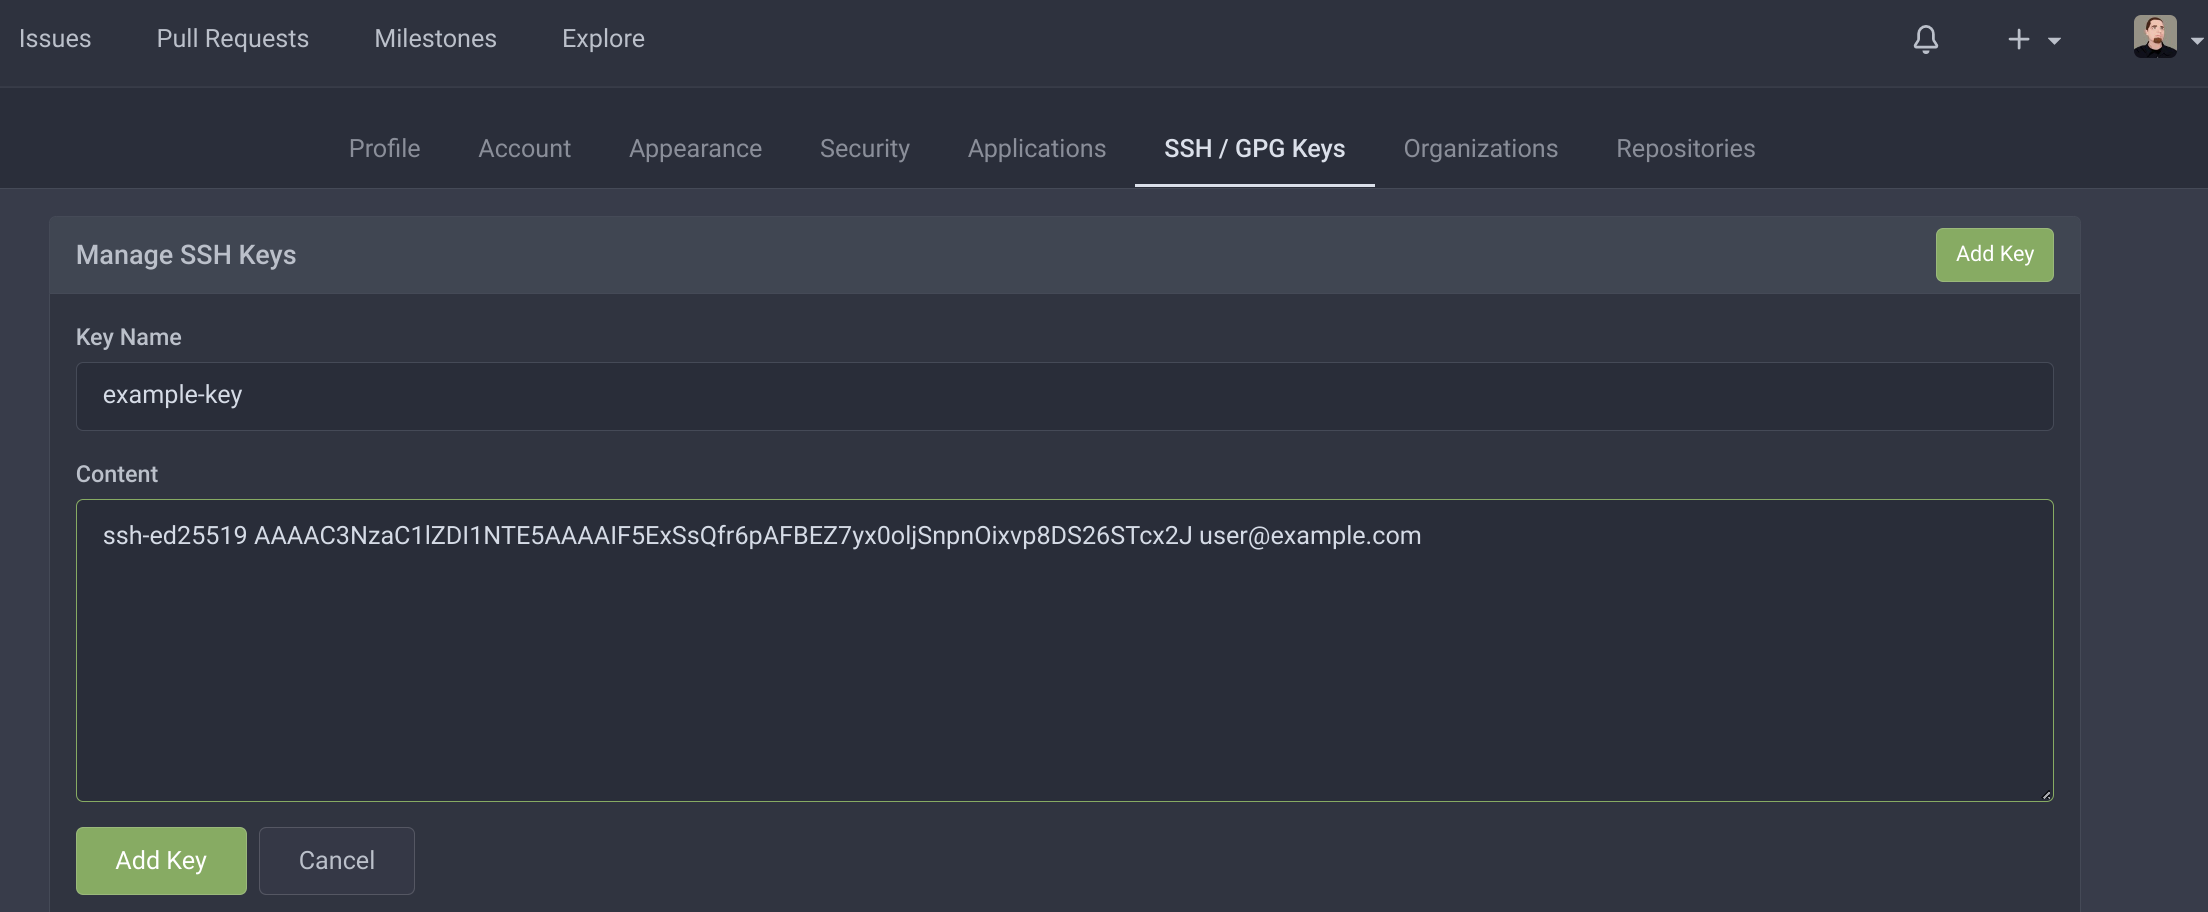 Issues Pull Requests Milestones Explore
Profile Account Appearance Security Applications SSH / GPG Keys Organizations Repositories
Manage SSH Keys Add Key
Key Name
example-key
Content
ssh-ed25519 AAAAC3NzaC1lZDI1NTE5AAAAIF5ExSsQfr6pAFBEZ7yx0oljSnpnOixvp8DS26STcx2J user@example.com
Add Key Cancel